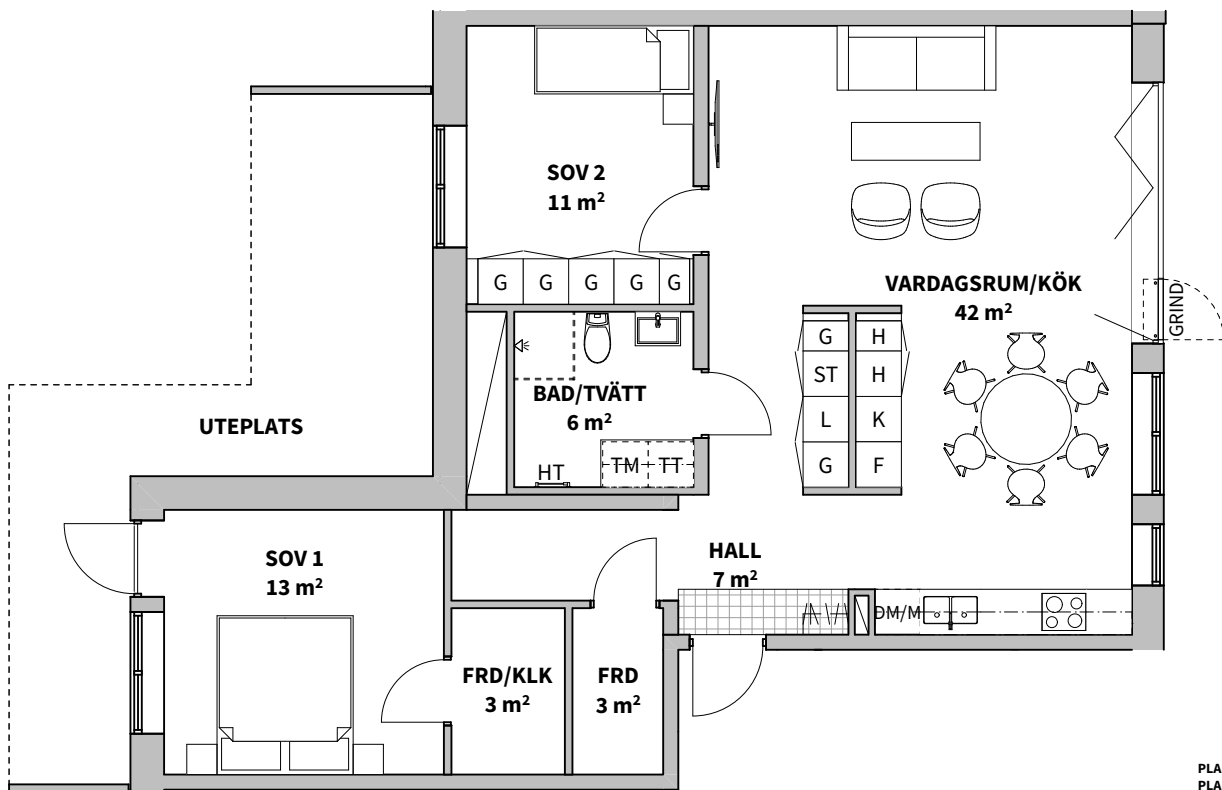 SOV 2
11 m²
G G G G G
VARDAGSRUM/KÖK
42 m²
GRIND
G H
ST H
L K
G F
BAD/TVÄTT
6 m²
HT TM TT
UTEPLATS
SOV 1
13 m²
HALL
7 m²
DM/M
FRD/KLK
3 m²
FRD
3 m²
PLA
PLA